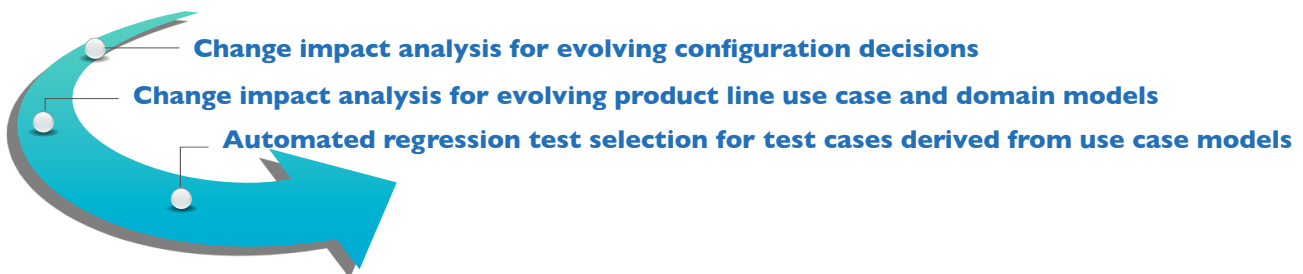 Change impact analysis for evolving configuration decisions
Change impact analysis for evolving product line use case and domain models
Automated regression test selection for test cases derived from use case models